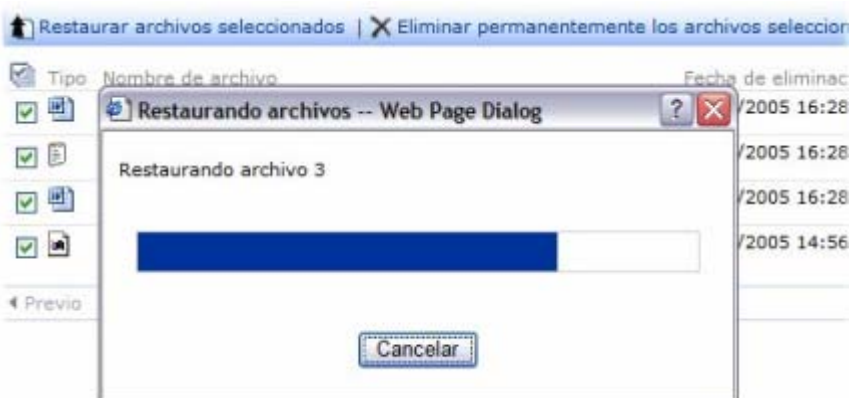 Restaurar archivos seleccionados | Eliminar permanentemente los archivos seleccion
Tipo Nombre de archivo Fecha de eliminac
Restaurando archivos -- Web Page Dialog ?
/2005 16:28
Restaurando archivo 3
/2005 16:28
/2005 16:28
/2005 14:56
Previo
Cancelar